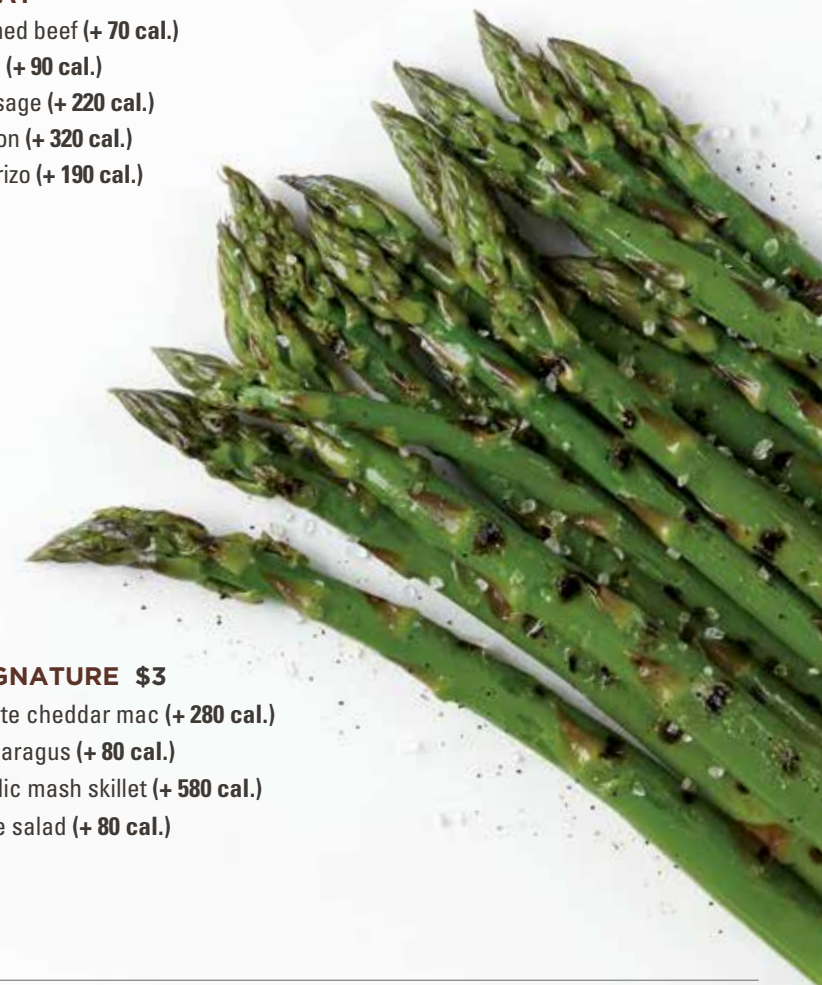 ned beef (+ 70 cal.)
(+ 90 cal.)
sage (+ 220 cal.)
on (+ 320 cal.)
rizo (+ 190 cal.)
GNATURE $3
te cheddar mac (+ 280 cal.)
aragus (+ 80 cal.)
lic mash skillet (+ 580 cal.)
e salad (+ 80 cal.)